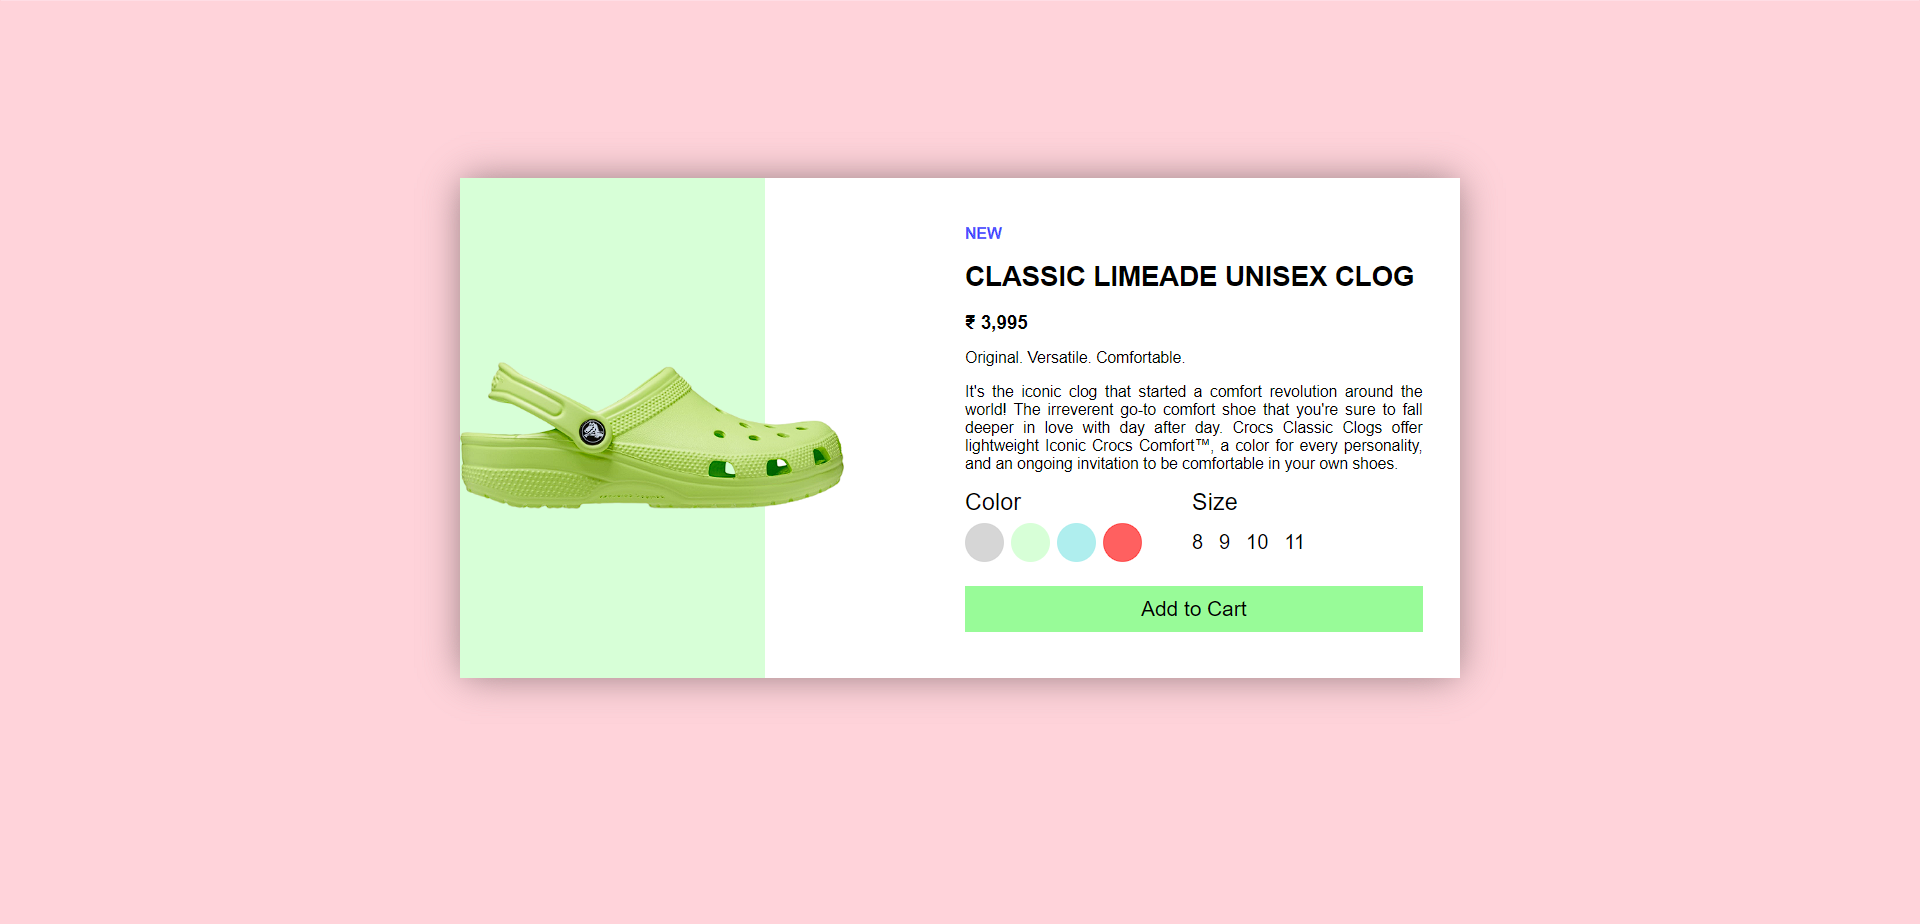 NEW
CLASSIC LIMEADE UNISEX CLOG
₹ 3,995
Original. Versatile. Comfortable.
It's the iconic clog that started a comfort revolution around the
world! The irreverent go-to comfort shoe that you're sure to fall
deeper in love with day after day. Crocs Classic Clogs offer
lightweight Iconic Crocs Comfort™, a color for every personality,
and an ongoing invitation to be comfortable in your own shoes.
Color Size
8 9 10 11
Add to Cart